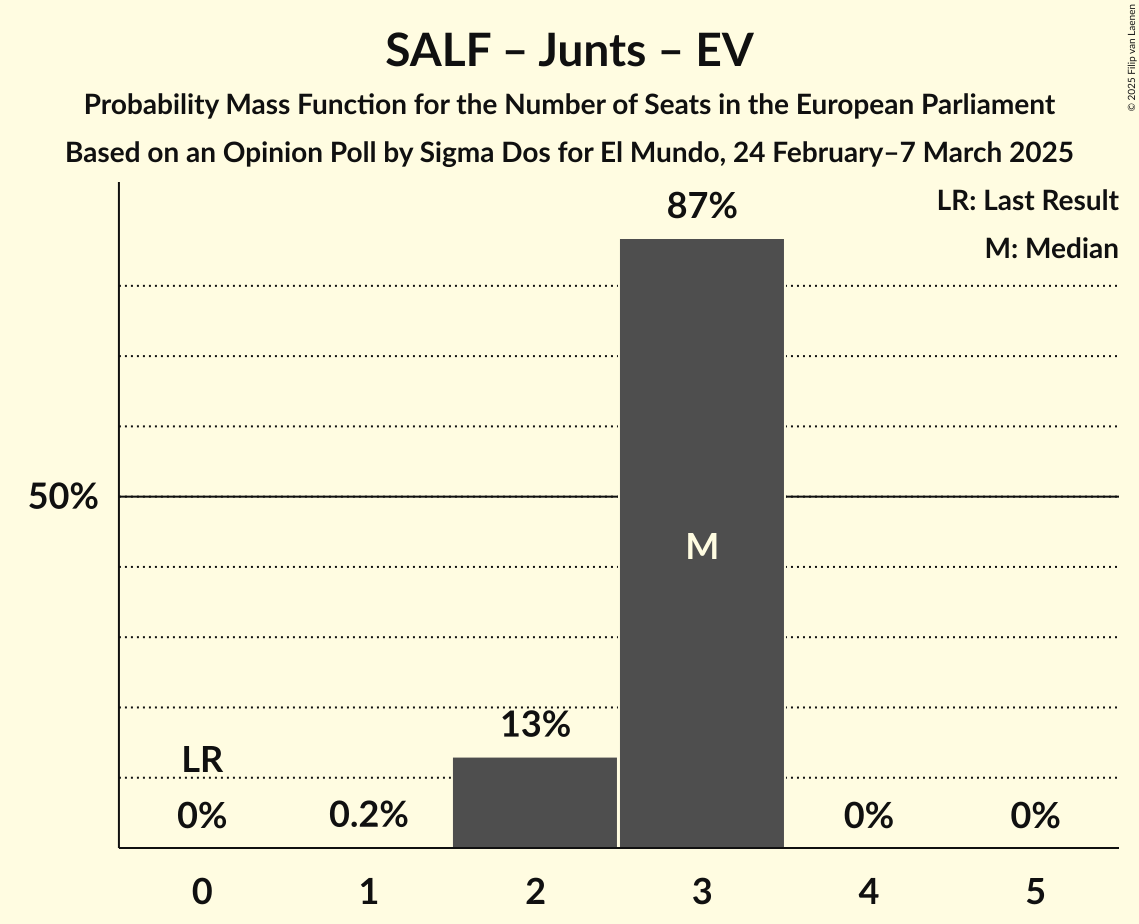 SALF – Junts – EV
Probability Mass Function for the Number of Seats in the European Parliament
Based on an Opinion Poll by Sigma Dos for El Mundo, 24 February–7 March 2025
© 2025 Filip van Laenen
LR: Last Result
M: Median
87%
50%
M
13%
LR
0%
0.2%
0%
0%
0 1 2 3 4 5